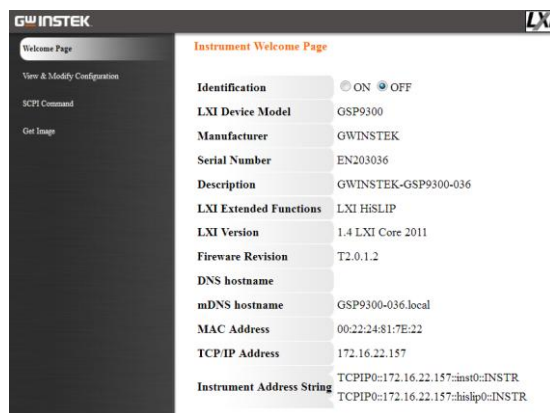 GWINSTEK
LXI
Welcome Page
View & Modify Configuration
SCPI Command
Get Image
Instrument Welcome Page
Identification ON OFF
LXI Device Model GSP9300
Manufacturer GWINSTEK
Serial Number EN203036
Description GWINSTEK-GSP9300-036
LXI Extended Functions LXI HiSLIP
LXI Version 1.4 LXI Core 2011
Fireware Revision T2.0.1.2
DNS hostname
mDNS hostname GSP9300-036.local
MAC Address 00:22:24:81:7E:22
TCP/IP Address 172.16.22.157
Instrument Address String TCPIP0::172.16.22.157::inst0::INSTR
TCPIP0::172.16.22.157::hislip0::INSTR